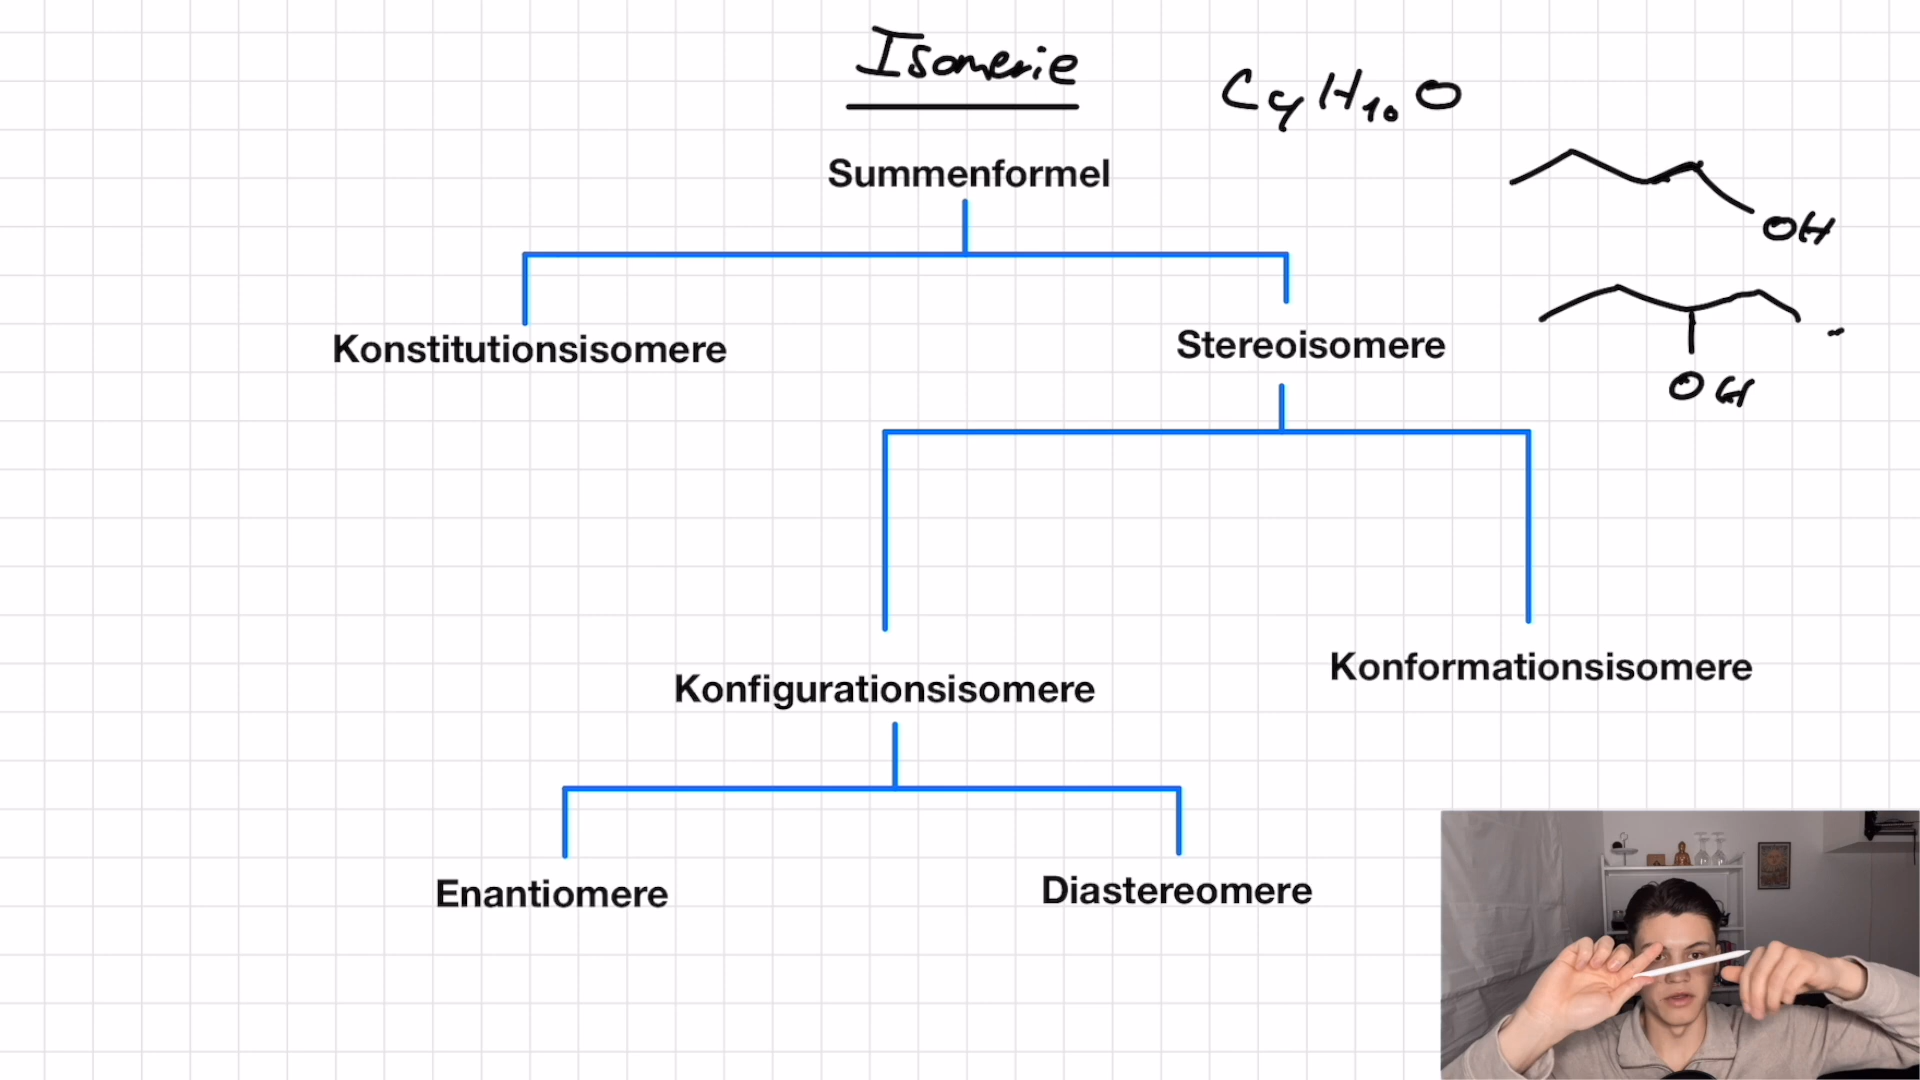 Isomerie
C4H10O
Summenformel
OH
Konstitutionsisomere
Stereoisomere
OH
Konfigurationsisomere
Konformationsisomere
Enantiomere
Diastereomere